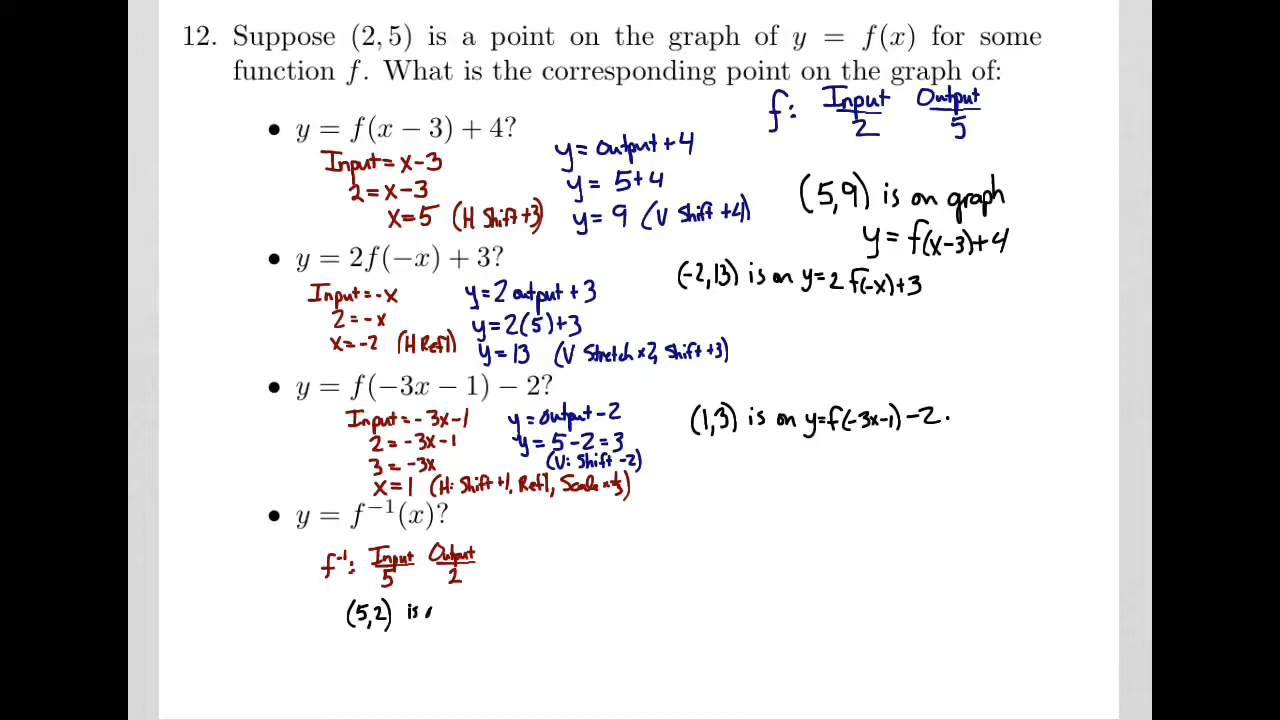 12. Suppose (2, 5) is a point on the graph of y = f(x) for some
function f. What is the corresponding point on the graph of:
f: Input Output
2 5
• y = f(x − 3) + 4?
Input = x − 3
2 = x − 3
x = 5 (H Shift +3)
y = output + 4
y = 5 + 4
y = 9 (V Shift +4)
(5,9) is on graph
y = f(x−3)+4
• y = 2f(−x) + 3?
Input = −x
2 = −x
x = −2 (H Refl)
y = 2 output + 3
y = 2(5)+3
y = 13 (V Stretch ×2, Shift +3)
(−2,13) is on y = 2 f(−x)+3
• y = f(−3x − 1) − 2?
Input = −3x−1
2 = −3x−1
3 = −3x
x = 1 (H: Shift +1, Refl, Scale ×1/3)
y = output − 2
y = 5 − 2 = 3
(V: Shift −2)
(1,3) is on y = f(−3x−1) − 2.
• y = f⁻¹(x)?
f⁻¹: Input Output
5 2
(5,2) is